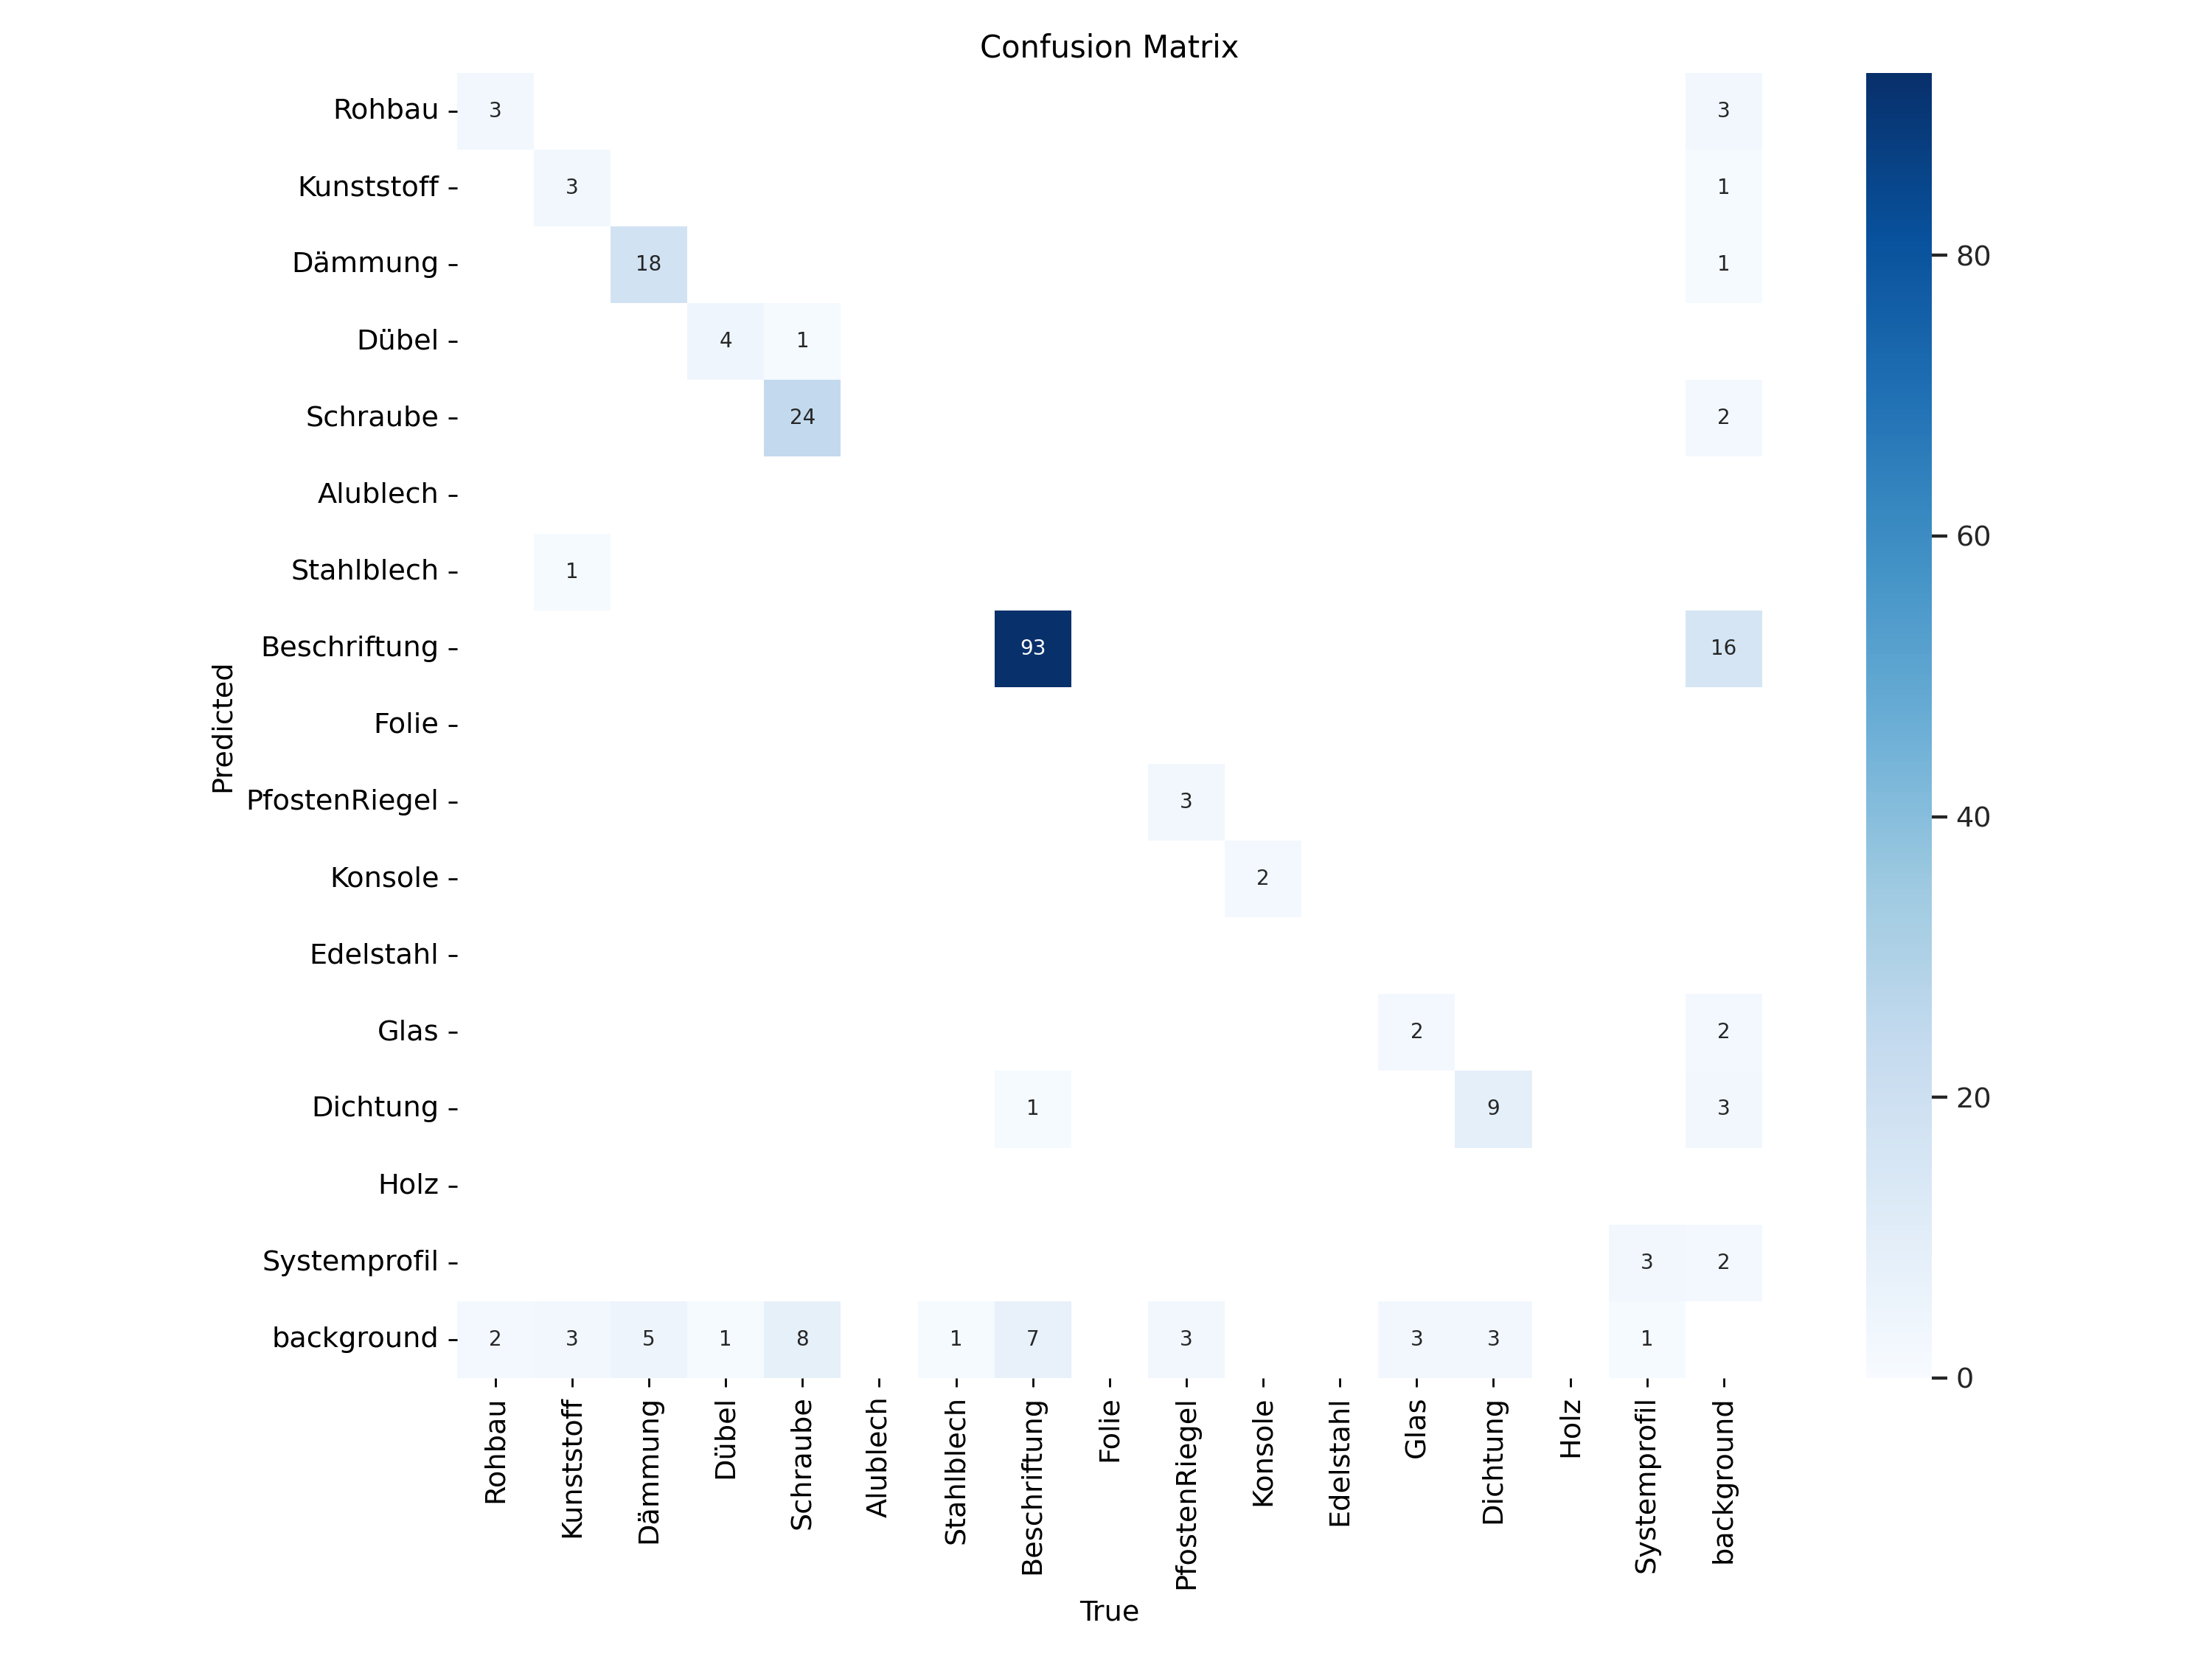 Confusion Matrix
Rohbau 3 3
Kunststoff 3 1
Dämmung 18 1
Dübel 4 1
Schraube 24 2
Alublech
Stahlblech 1
Beschriftung 93 16
Folie
PfostenRiegel 3
Konsole 2
Edelstahl
Glas 2 2
Dichtung 1 9 3
Holz
Systemprofil 3 2
background 2 3 5 1 8 1 7 3 3 3 1
Predicted
Rohbau
Kunststoff
Dämmung
Dübel
Schraube
Alublech
Stahlblech
Beschriftung
Folie
PfostenRiegel
Konsole
Edelstahl
Glas
Dichtung
Holz
Systemprofil
background
True
80
60
40
20
0